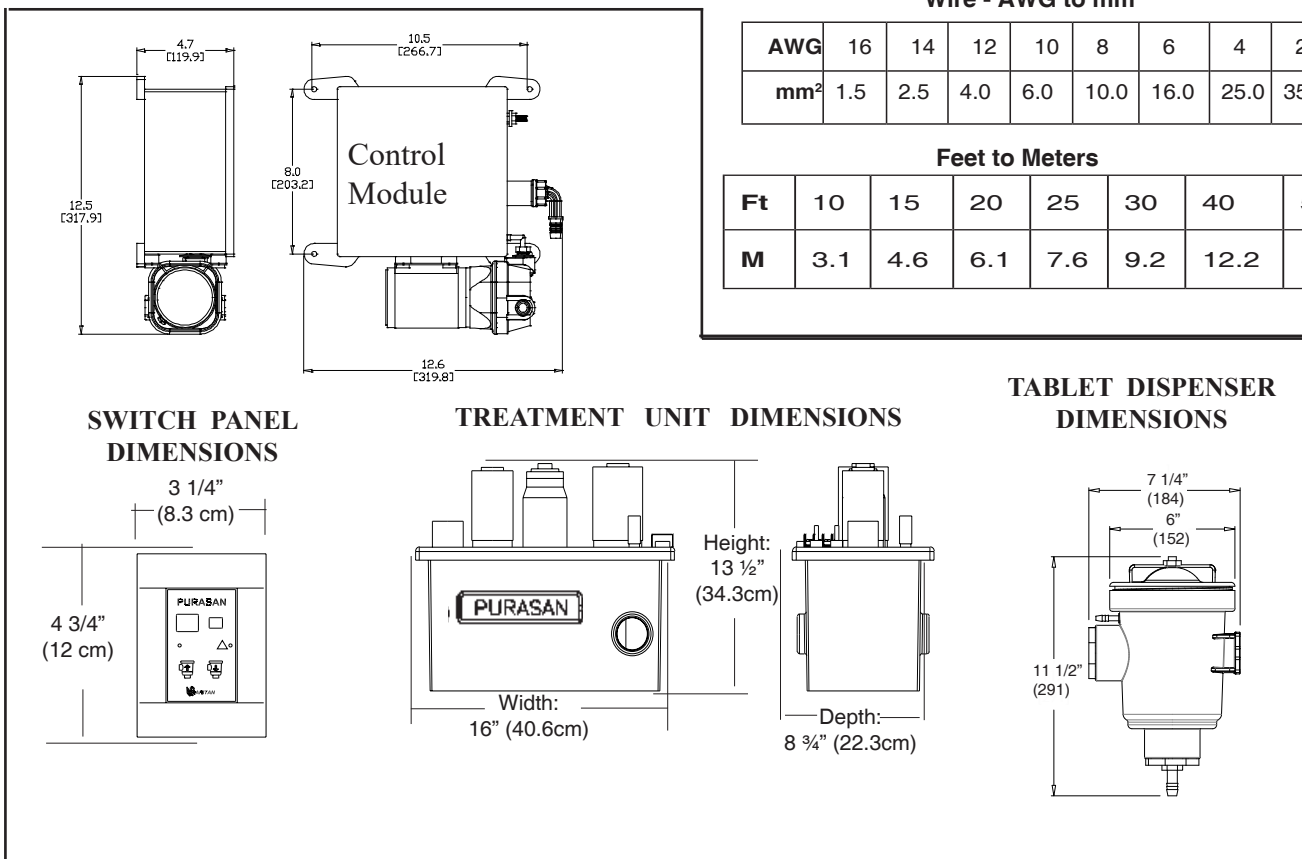 Wire - AWG to mm
AWG 16 14 12 10 8 6 4 2
mm² 1.5 2.5 4.0 6.0 10.0 16.0 25.0
Feet to Meters
Ft 10 15 20 25 30 40
M 3.1 4.6 6.1 7.6 9.2 12.2
4.7
[119.9]
12.5
[317.9]
10.5
[266.7]
8.0
[203.2]
Control
Module
12.6
[319.8]
SWITCH PANEL
DIMENSIONS
3 1/4”
(8.3 cm)
4 3/4”
(12 cm)
PURASAN
TREATMENT UNIT DIMENSIONS
PURASAN
Height:
13 ½”
(34.3cm)
Width:
16” (40.6cm)
Depth:
8 ¾” (22.3cm)
TABLET DISPENSER
DIMENSIONS
7 1/4”
(184)
6”
(152)
11 1/2”
(291)